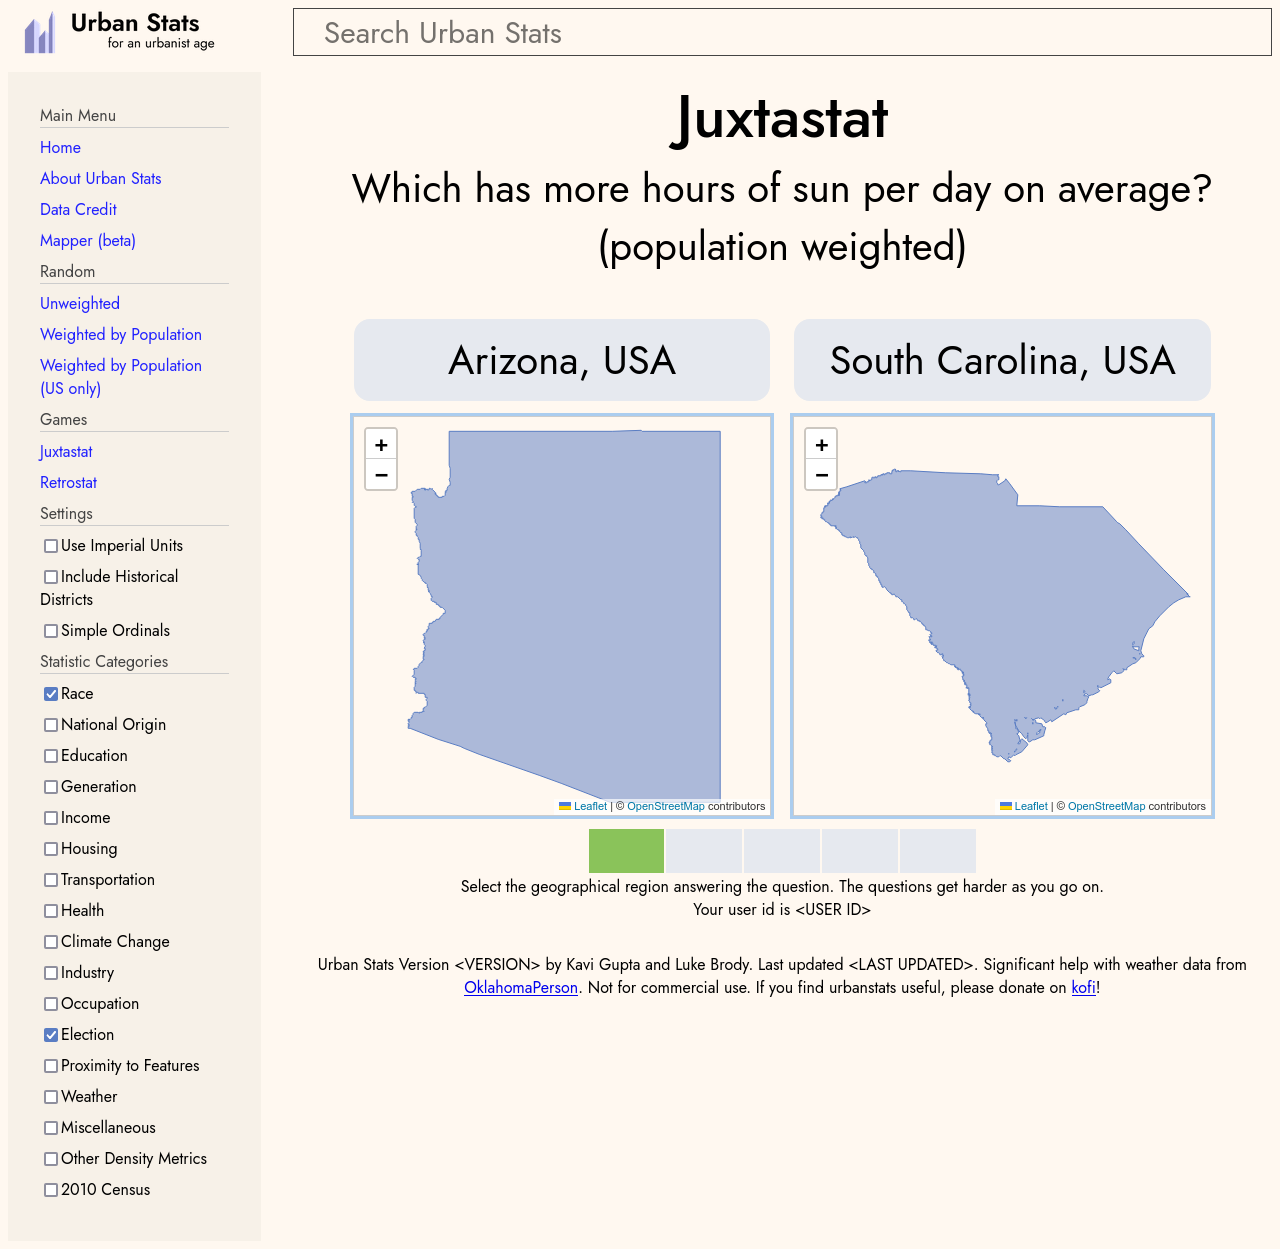 Urban Stats
for an urbanist age
Search Urban Stats
Main Menu
Home
About Urban Stats
Data Credit
Mapper (beta)
Random
Unweighted
Weighted by Population
Weighted by Population
(US only)
Games
Juxtastat
Retrostat
Settings
Use Imperial Units
Include Historical
Districts
Simple Ordinals
Statistic Categories
Race
National Origin
Education
Generation
Income
Housing
Transportation
Health
Climate Change
Industry
Occupation
Election
Proximity to Features
Weather
Miscellaneous
Other Density Metrics
2010 Census
Juxtastat
Which has more hours of sun per day on average?
(population weighted)
Arizona, USA
South Carolina, USA
+
−
Leaflet | © OpenStreetMap contributors
+
−
Leaflet | © OpenStreetMap contributors
Select the geographical region answering the question. The questions get harder as you go on.
Your user id is <USER ID>
Urban Stats Version <VERSION> by Kavi Gupta and Luke Brody. Last updated <LAST UPDATED>. Significant help with weather data from
OklahomaPerson. Not for commercial use. If you find urbanstats useful, please donate on kofi!